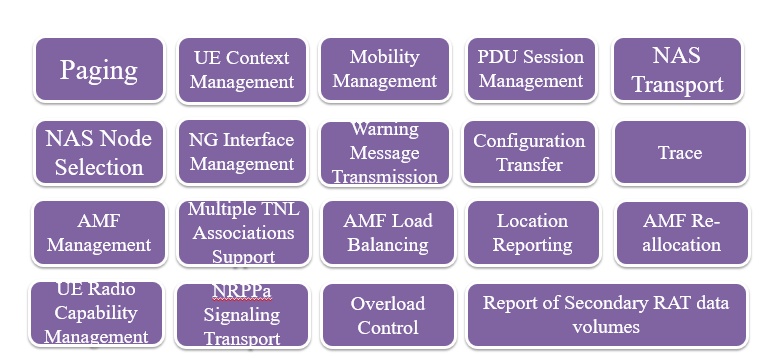 Paging
UE Context
Management
Mobility
Management
PDU Session
Management
NAS
Transport
NAS Node
Selection
NG Interface
Management
Warning
Message
Transmission
Configuration
Transfer
Trace
AMF
Management
Multiple TNL
Associations
Support
AMF Load
Balancing
Location
Reporting
AMF Re-
allocation
UE Radio
Capability
Management
NRPPa
Signaling
Transport
Overload
Control
Report of Secondary RAT data
volumes